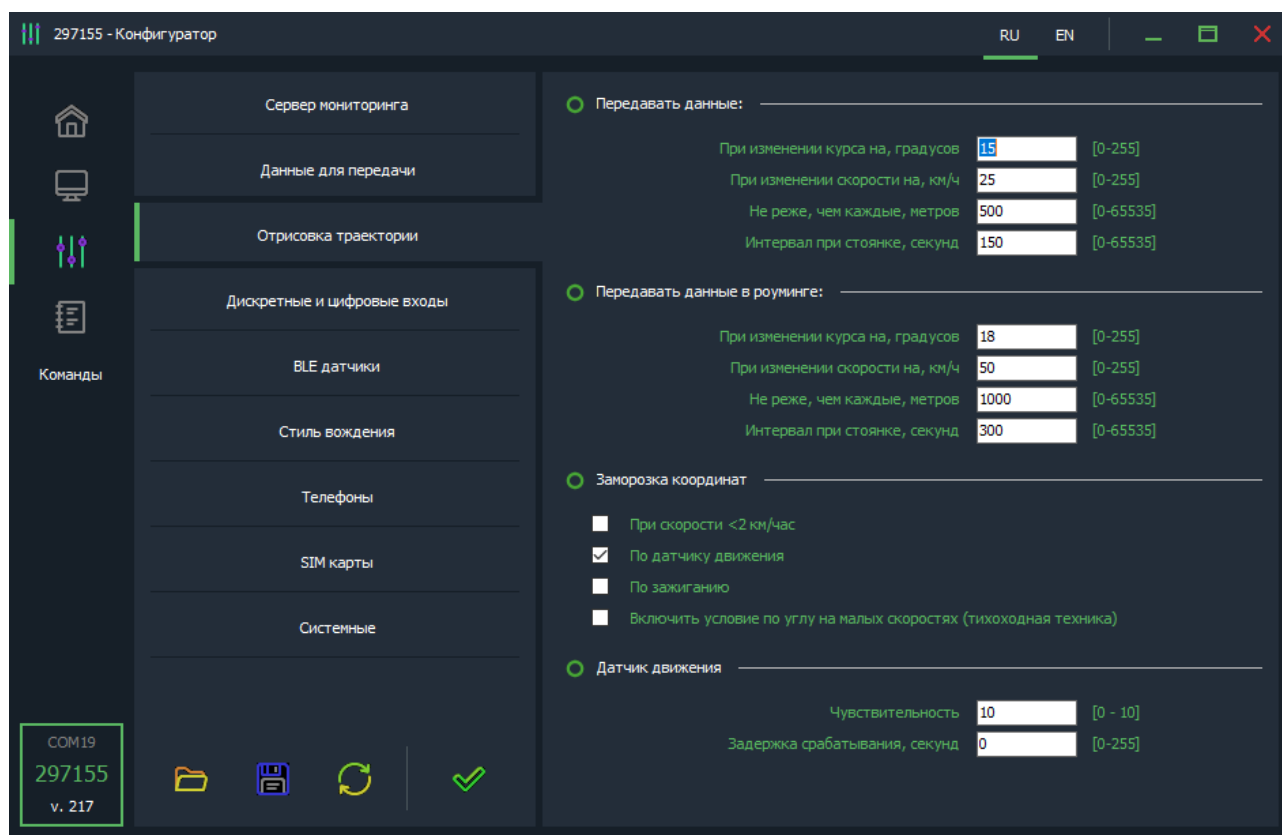 297155 - Конфигуратор
RU
EN
Команды
COM19
297155
v. 217
Сервер мониторинга
Данные для передачи
Отрисовка траектории
Дискретные и цифровые входы
BLE датчики
Стиль вождения
Телефоны
SIM карты
Системные
Передавать данные:
При изменении курса на, градусов 15 [0-255]
При изменении скорости на, км/ч 25 [0-255]
Не реже, чем каждые, метров 500 [0-65535]
Интервал при стоянке, секунд 150 [0-65535]
Передавать данные в роуминге:
При изменении курса на, градусов 18 [0-255]
При изменении скорости на, км/ч 50 [0-255]
Не реже, чем каждые, метров 1000 [0-65535]
Интервал при стоянке, секунд 300 [0-65535]
Заморозка координат
При скорости <2 км/час
По датчику движения
По зажиганию
Включить условие по углу на малых скоростях (тихоходная техника)
Датчик движения
Чувствительность 10 [0 - 10]
Задержка срабатывания, секунд 0 [0-255]